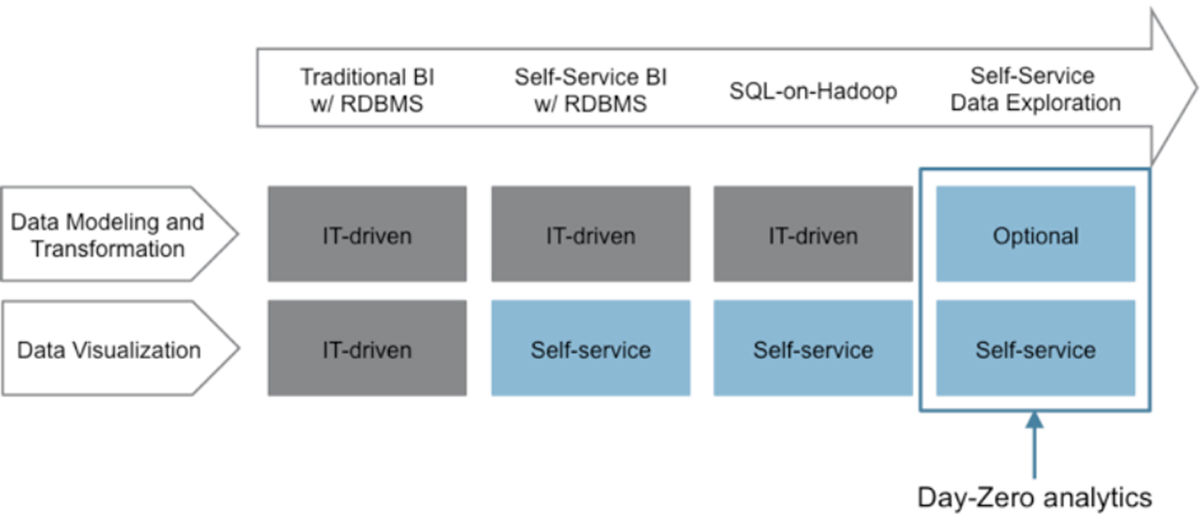 Traditional BI
w/ RDBMS
Self-Service BI
w/ RDBMS
SQL-on-Hadoop
Self-Service
Data Exploration
Data Modeling and
Transformation
IT-driven
IT-driven
IT-driven
Optional
Data Visualization
IT-driven
Self-service
Self-service
Self-service
Day-Zero analytics